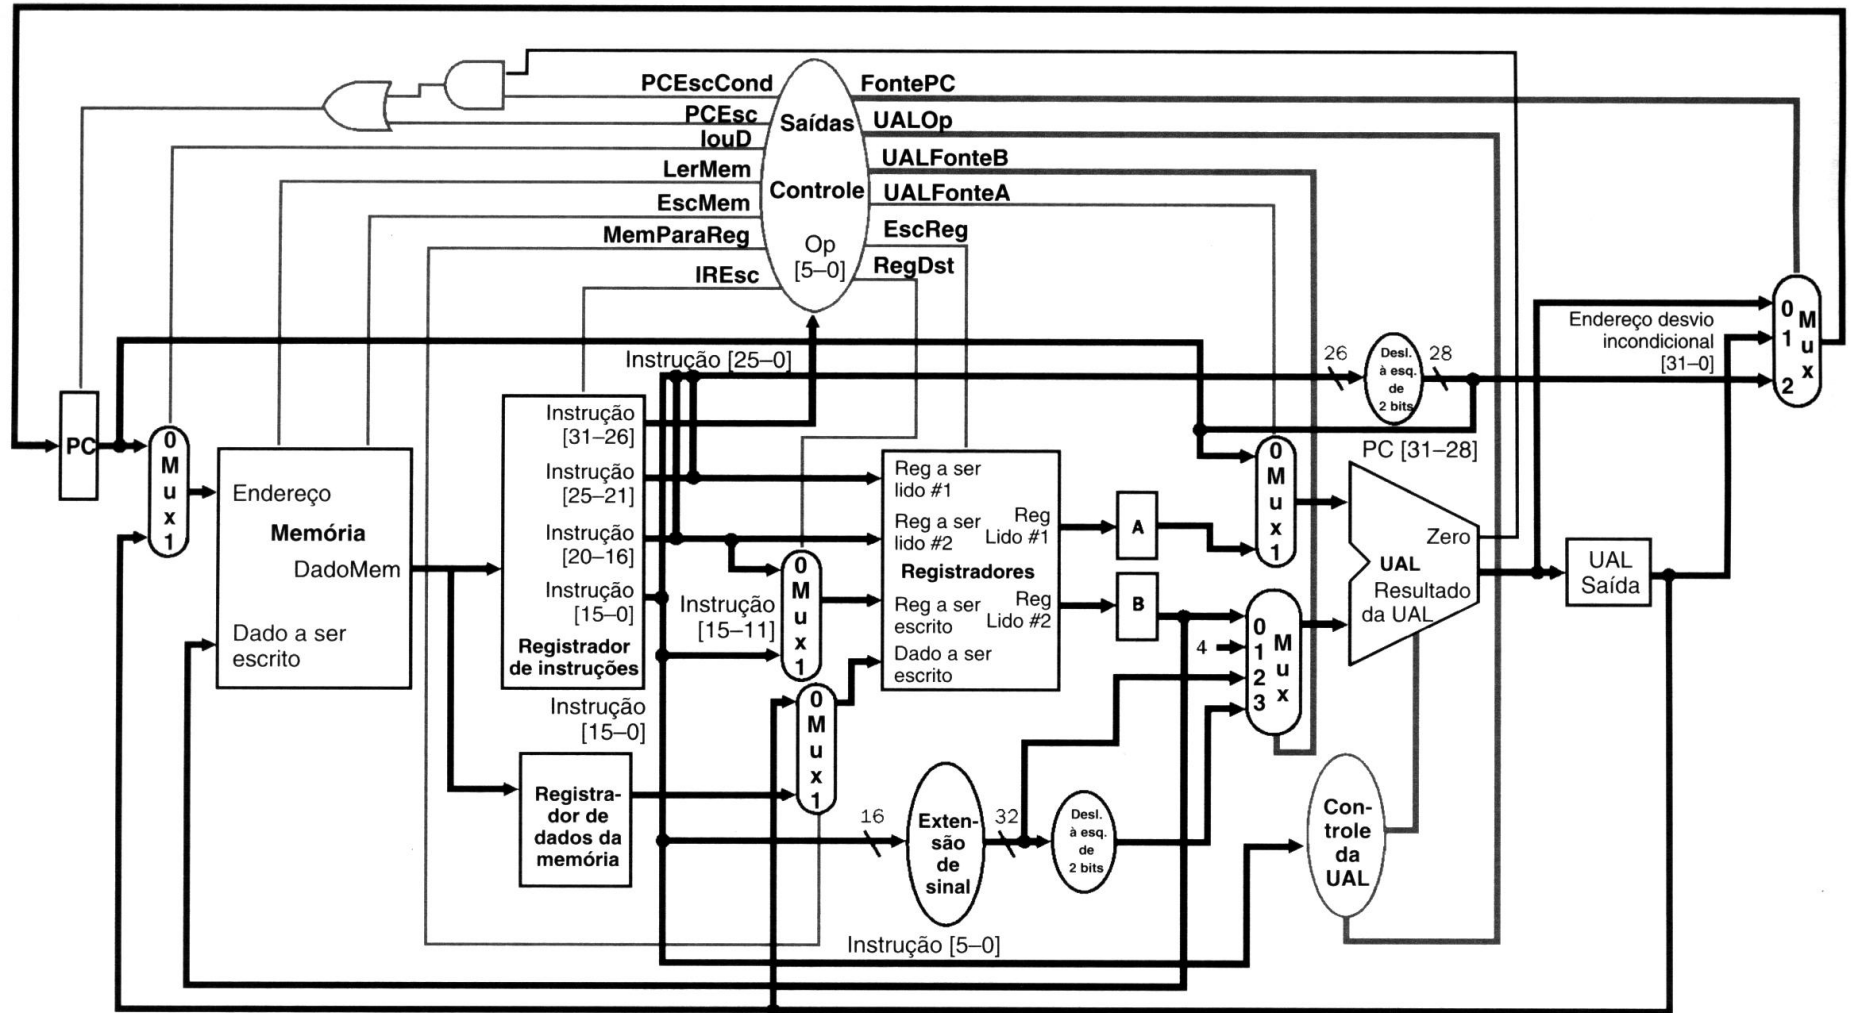 PCEscCond
PCEsc
IouD
LerMem
EscMem
MemParaReg
IREsc
Saídas
Controle
Op
[5–0]
FontePC
UALOp
UALFonteB
UALFonteA
EscReg
RegDst
PC
0
M
u
x
1
Endereço
Memória
DadoMem
Dado a ser
escrito
Instrução [25–0]
Instrução
[31–26]
Instrução
[25–21]
Instrução
[20–16]
Instrução
[15–0]
Registrador
de instruções
Instrução
[15–11]
0
M
u
x
1
Instrução
[15–0]
Registra-
dor de
dados da
memória
0
M
u
x
1
Reg a ser
lido #1
Reg a ser
lido #2
Reg
Lido #1
Registradores
Reg a ser
escrito
Reg
Lido #2
Dado a ser
escrito
A
B
16
Exten-
são
de
sinal
32
Desl.
à esq.
de
2 bits
Instrução [5–0]
0
M
u
x
1
4
0
1
2
3
M
u
x
26
Desl.
à esq.
de
2 bits
28
PC [31–28]
Zero
UAL
Resultado
da UAL
Con-
trole
da
UAL
UAL
Saída
Endereço desvio
incondicional
[31–0]
0
1
2
M
u
x